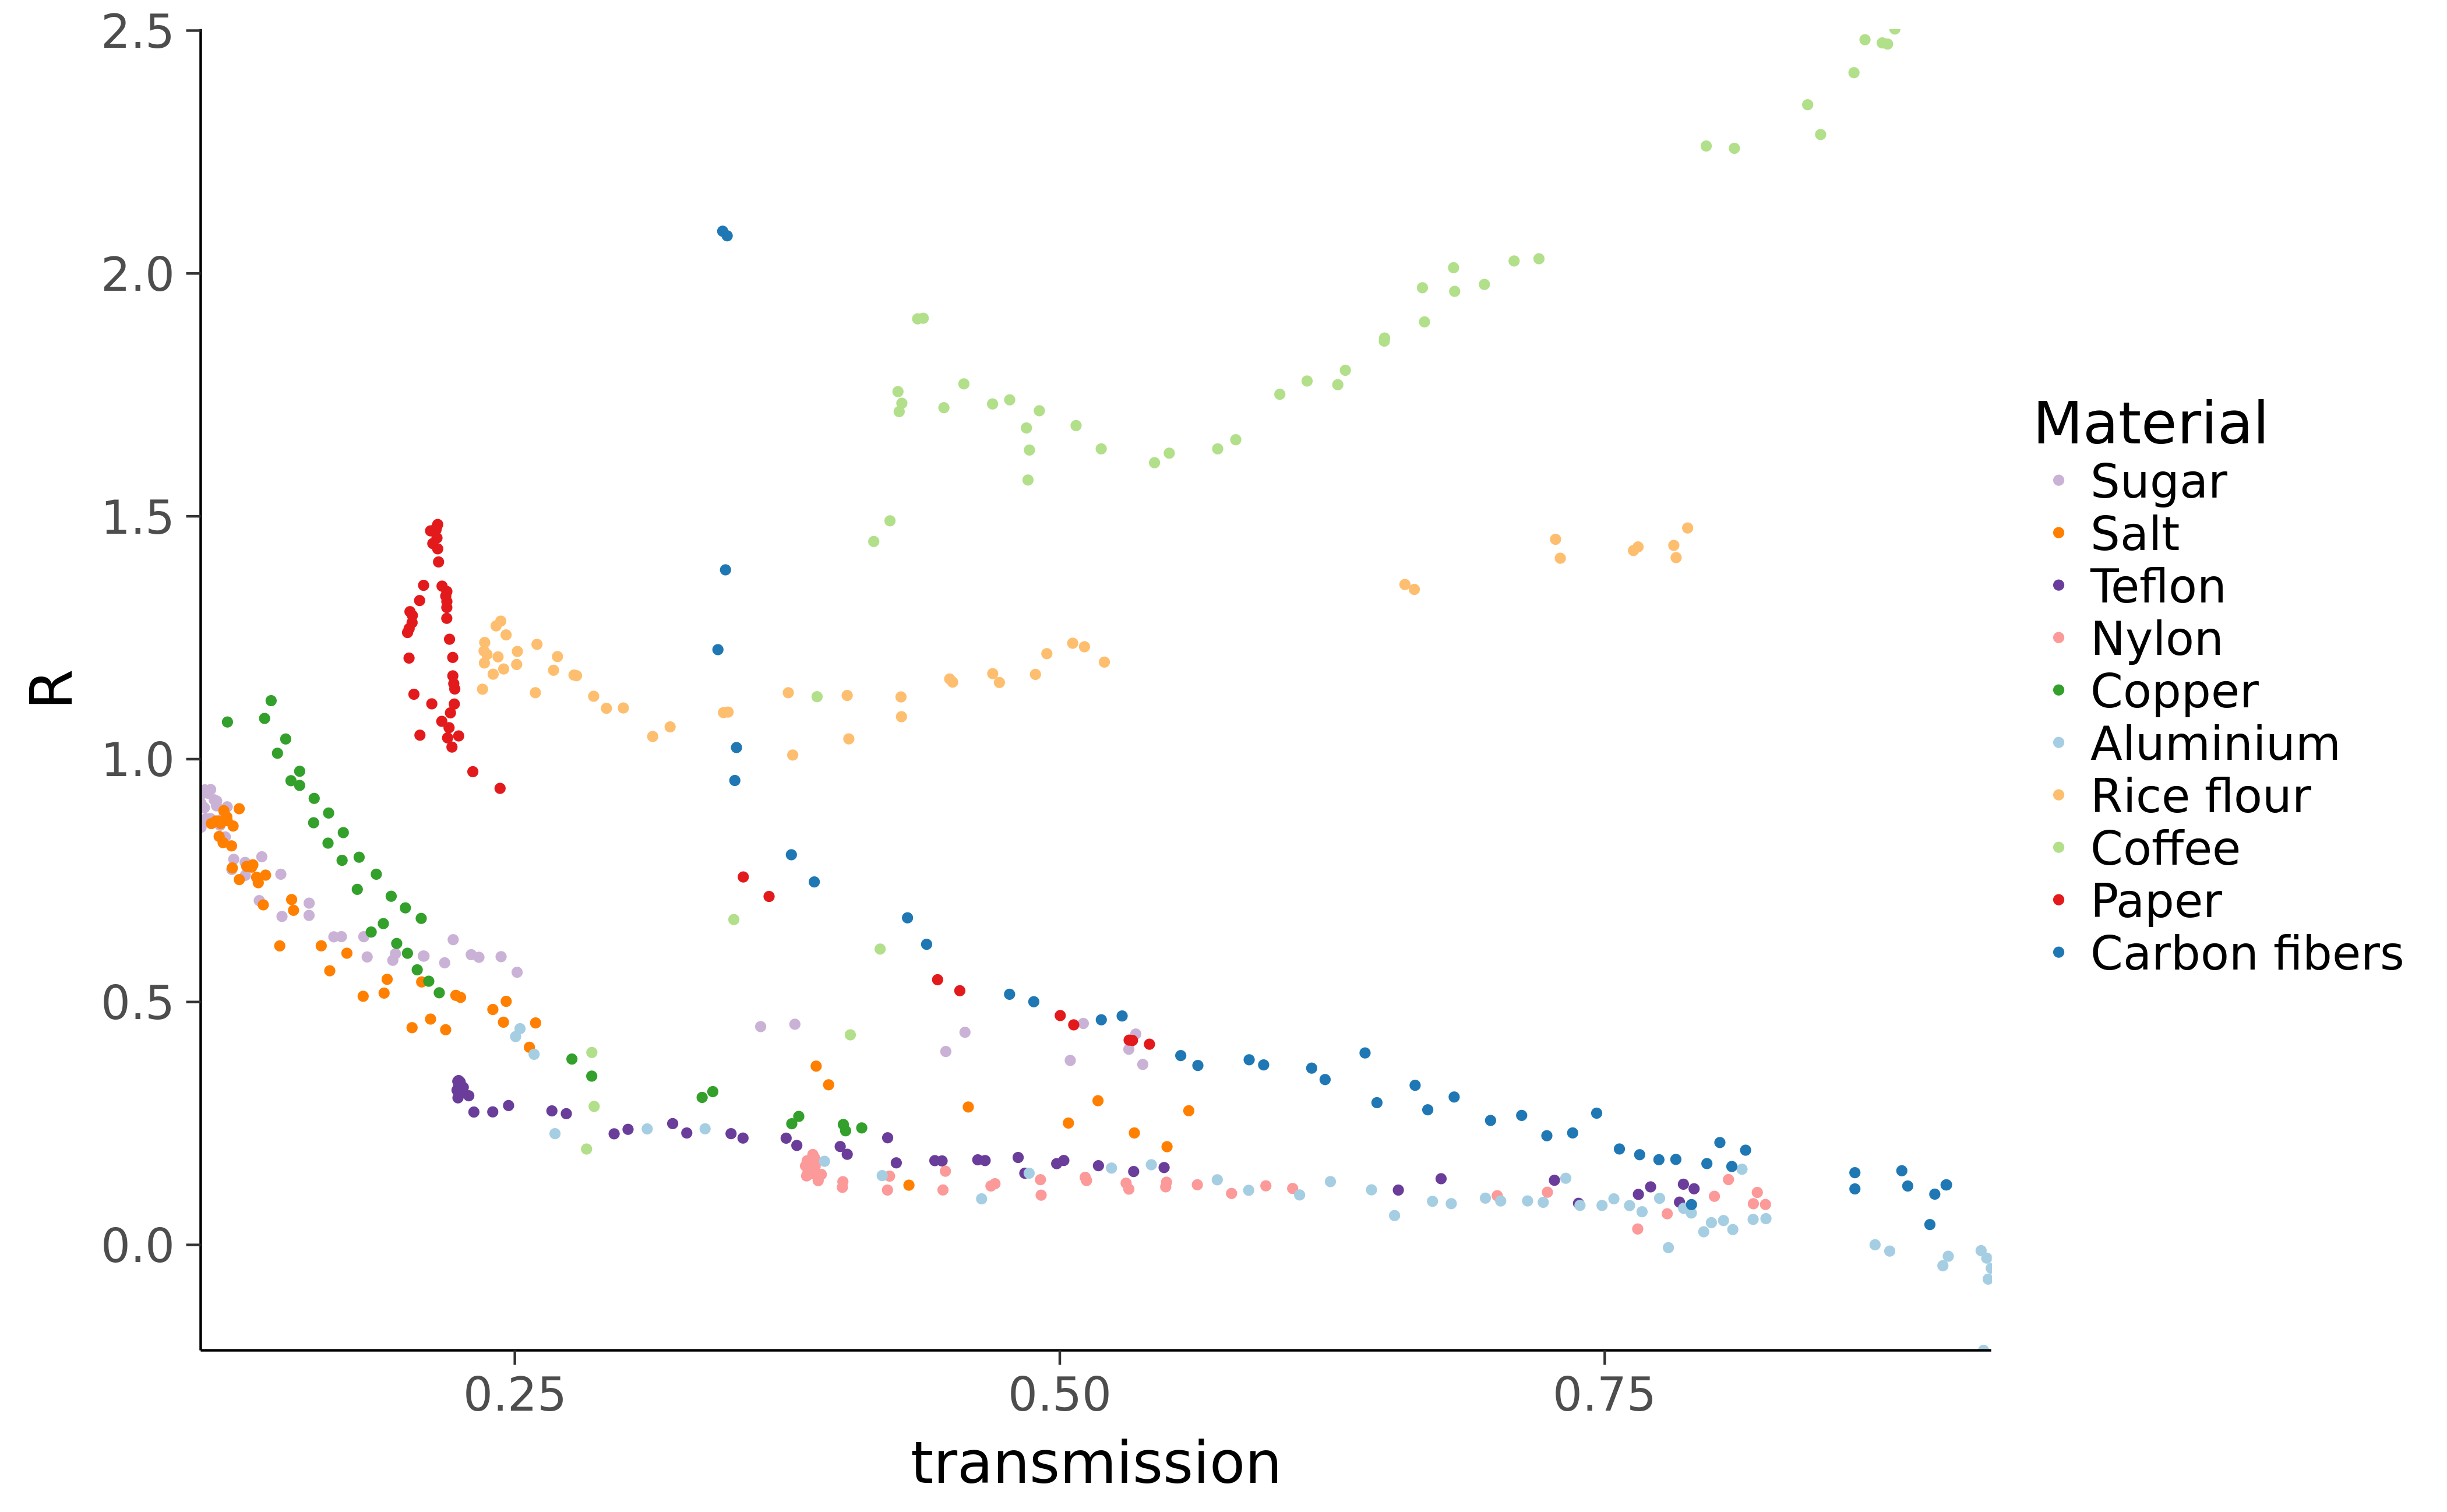 2.5
2.0
1.5
1.0
0.5
0.0
R
0.25 0.50 0.75
transmission
Material
Sugar
Salt
Teflon
Nylon
Copper
Aluminium
Rice flour
Coffee
Paper
Carbon fibers